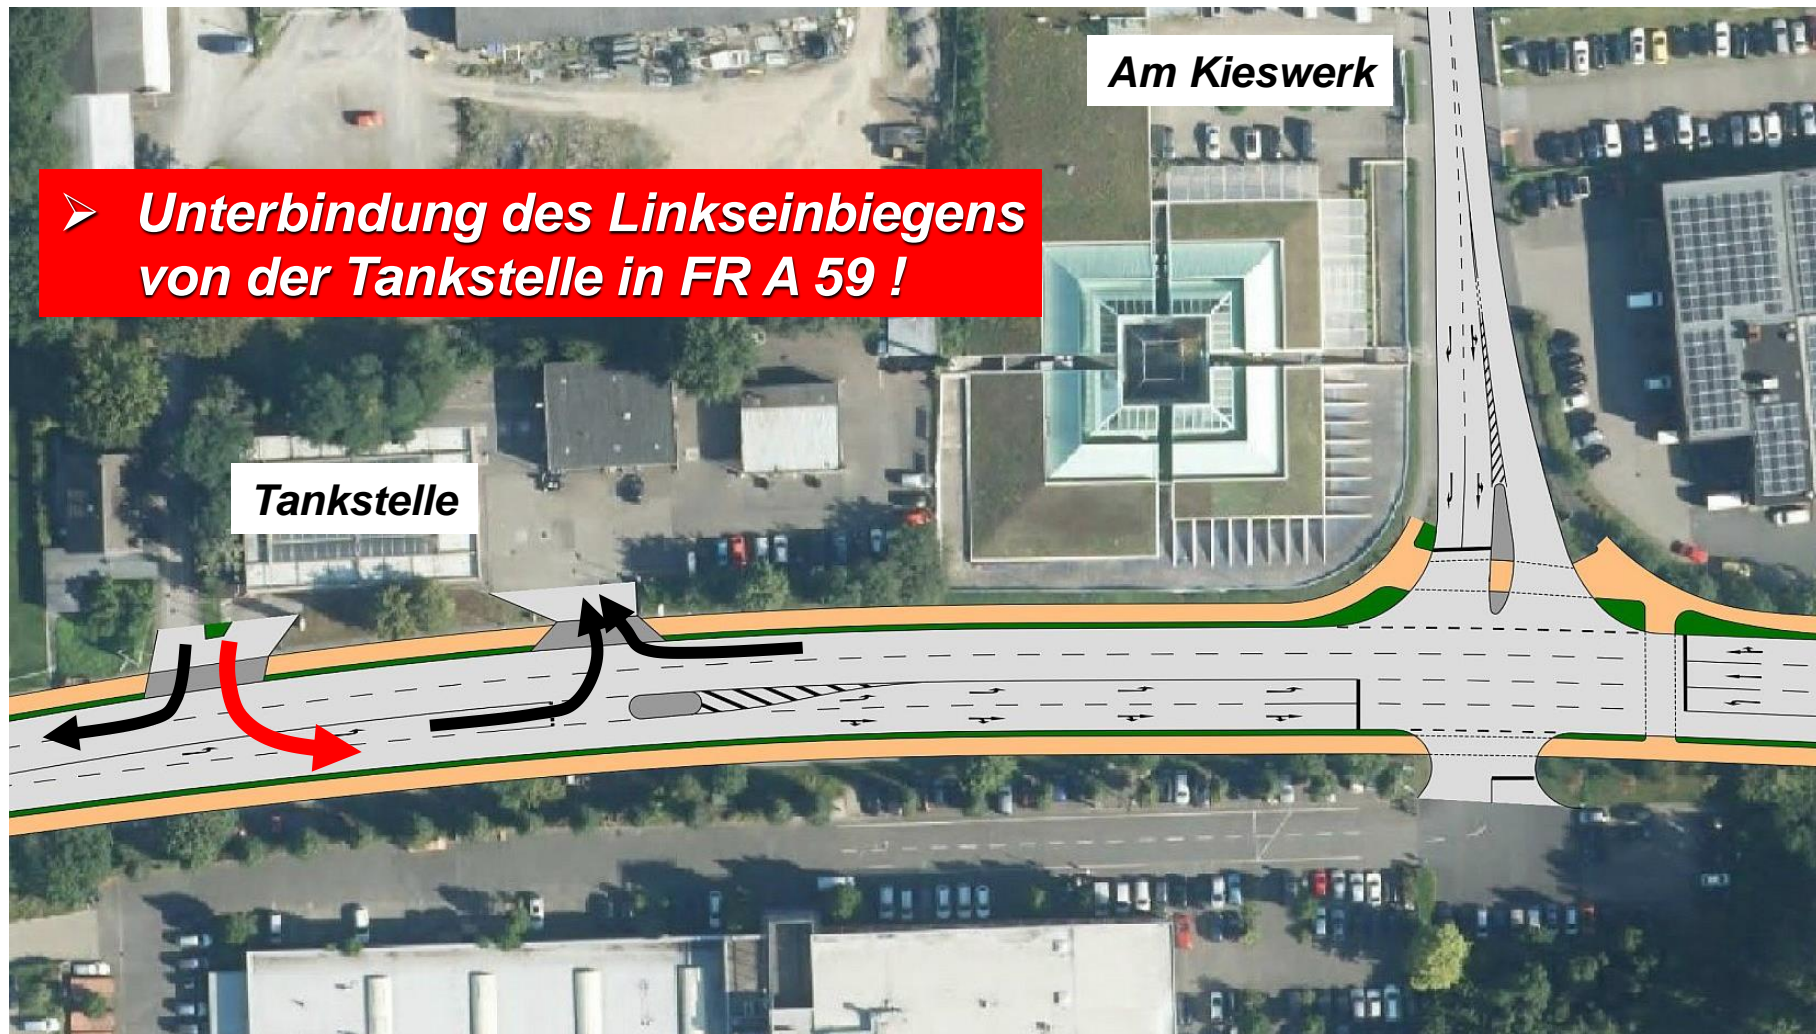 Am Kieswerk
➢ Unterbindung des Linkseinbiegens
von der Tankstelle in FR A 59 !
Tankstelle